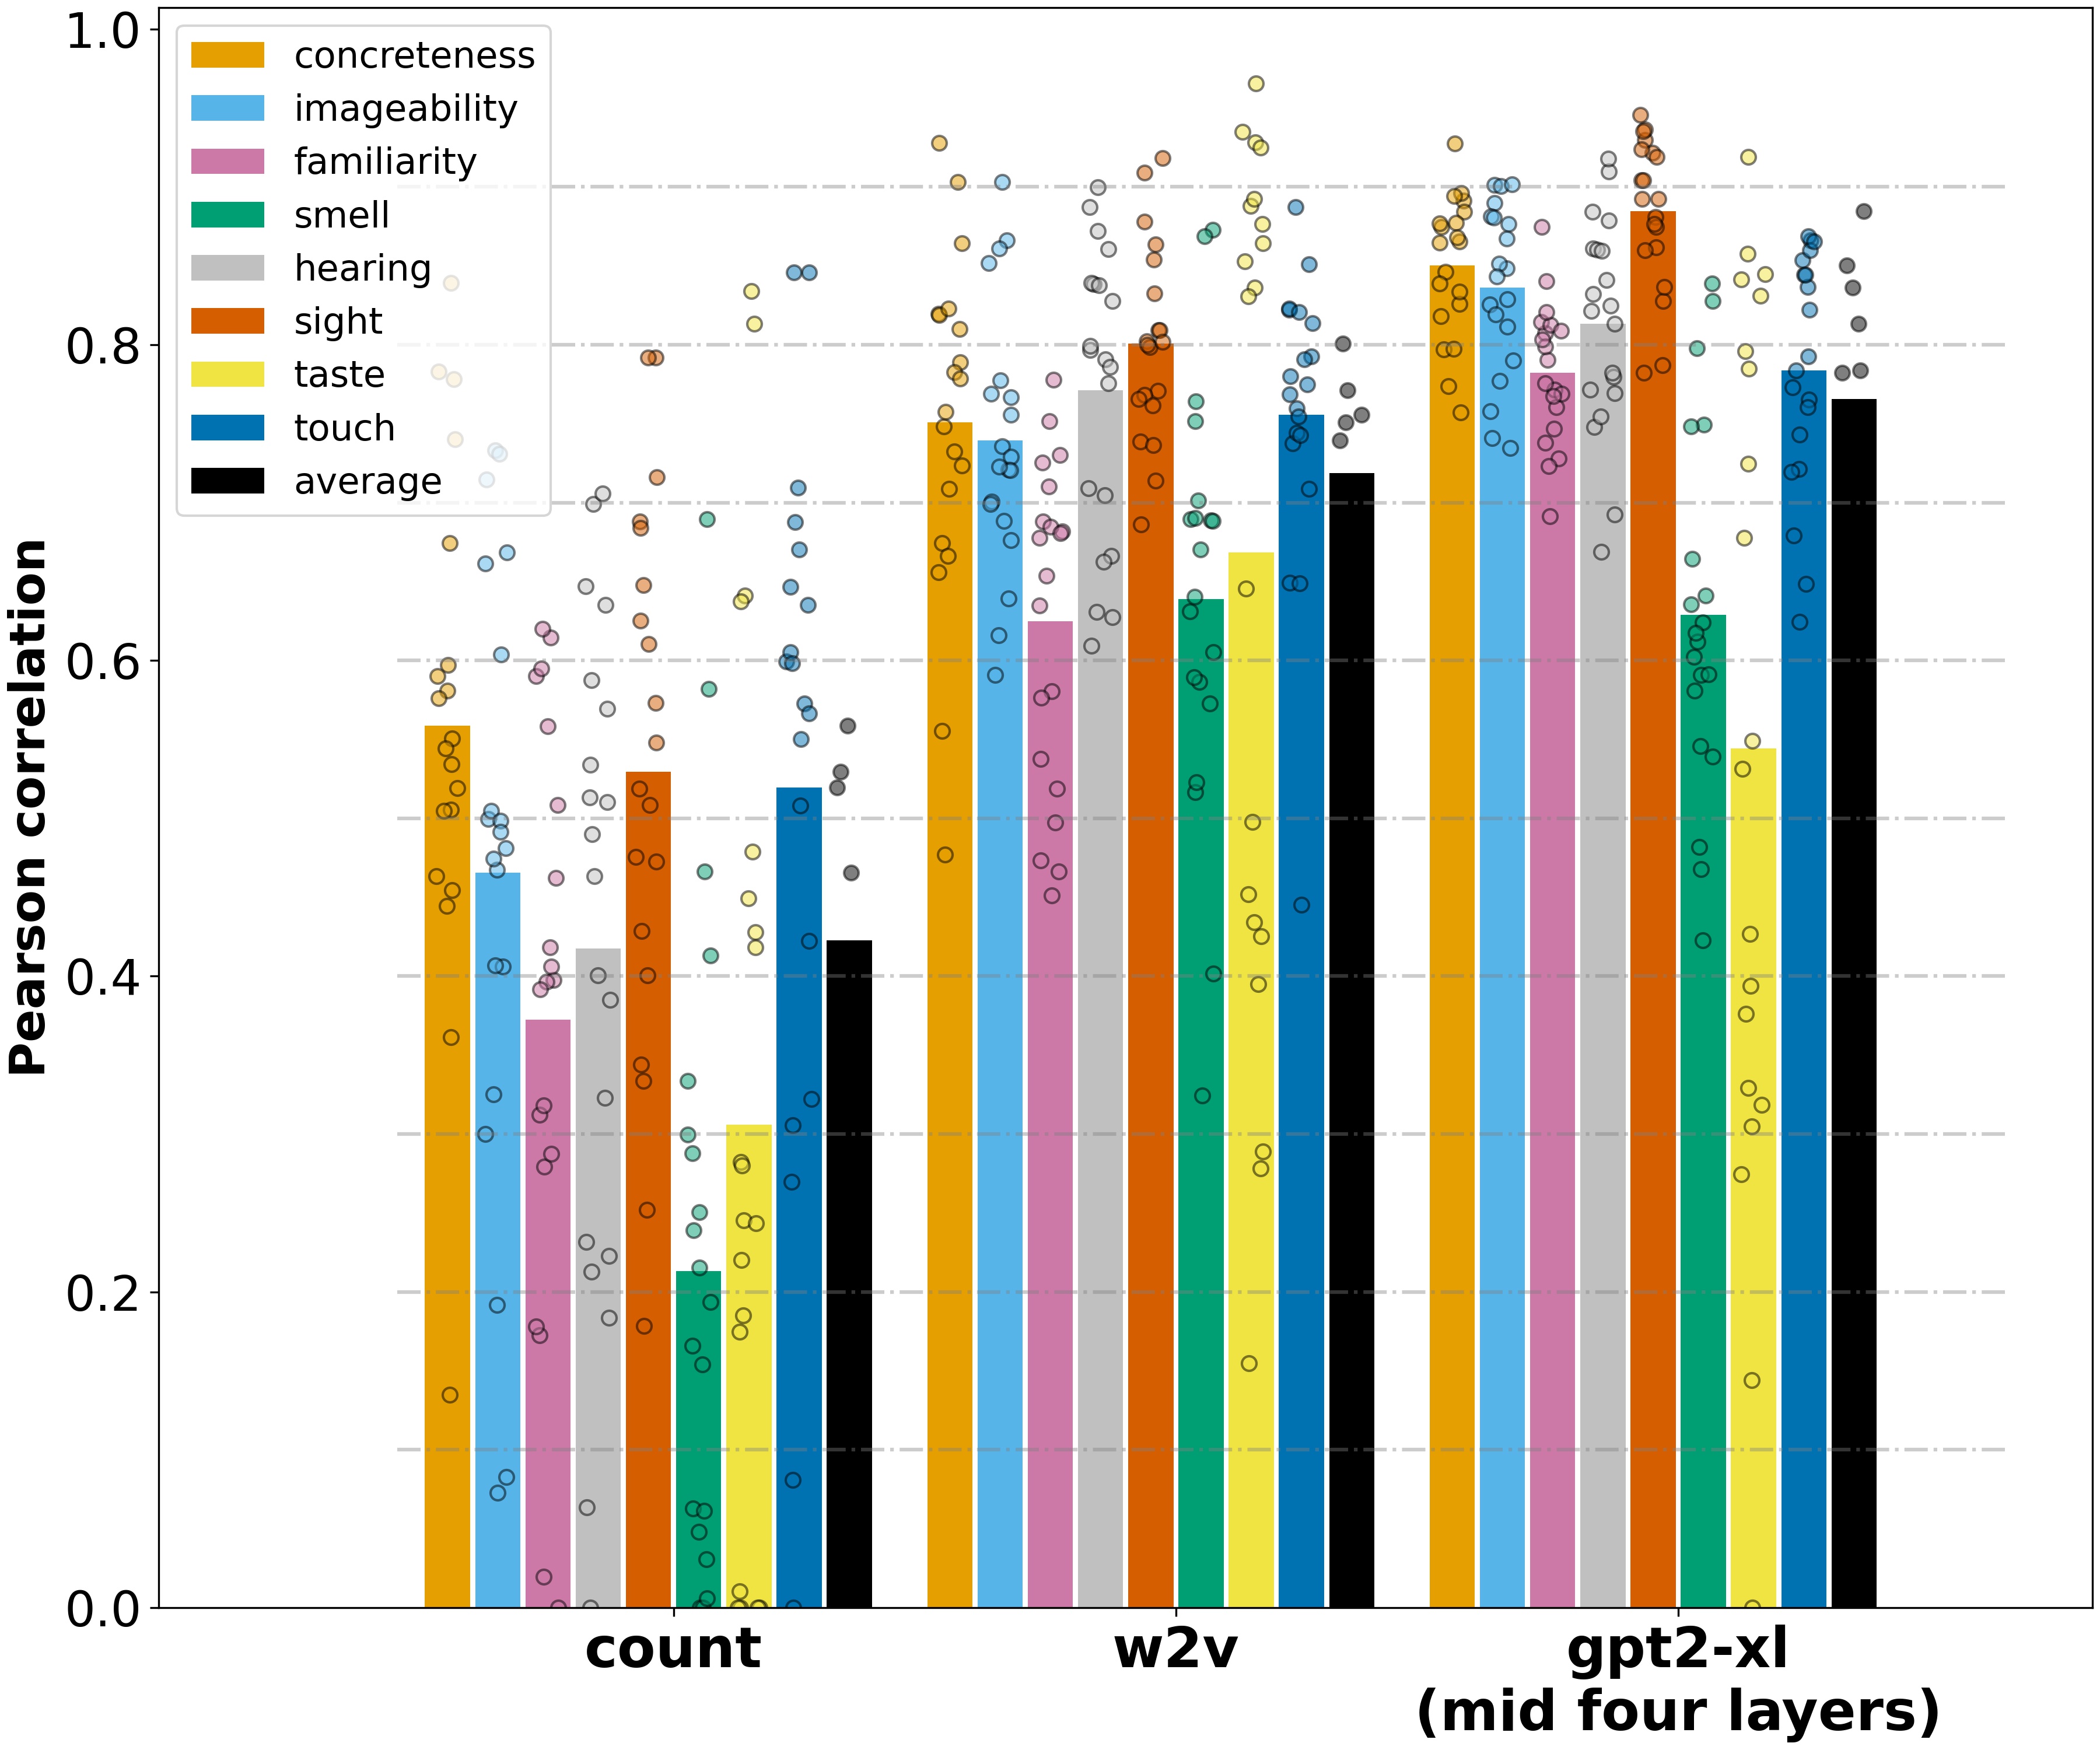 1.0
0.8
0.6
0.4
0.2
0.0
Pearson correlation
concreteness
imageability
familiarity
smell
hearing
sight
taste
touch
average
count
w2v
gpt2-xl
(mid four layers)